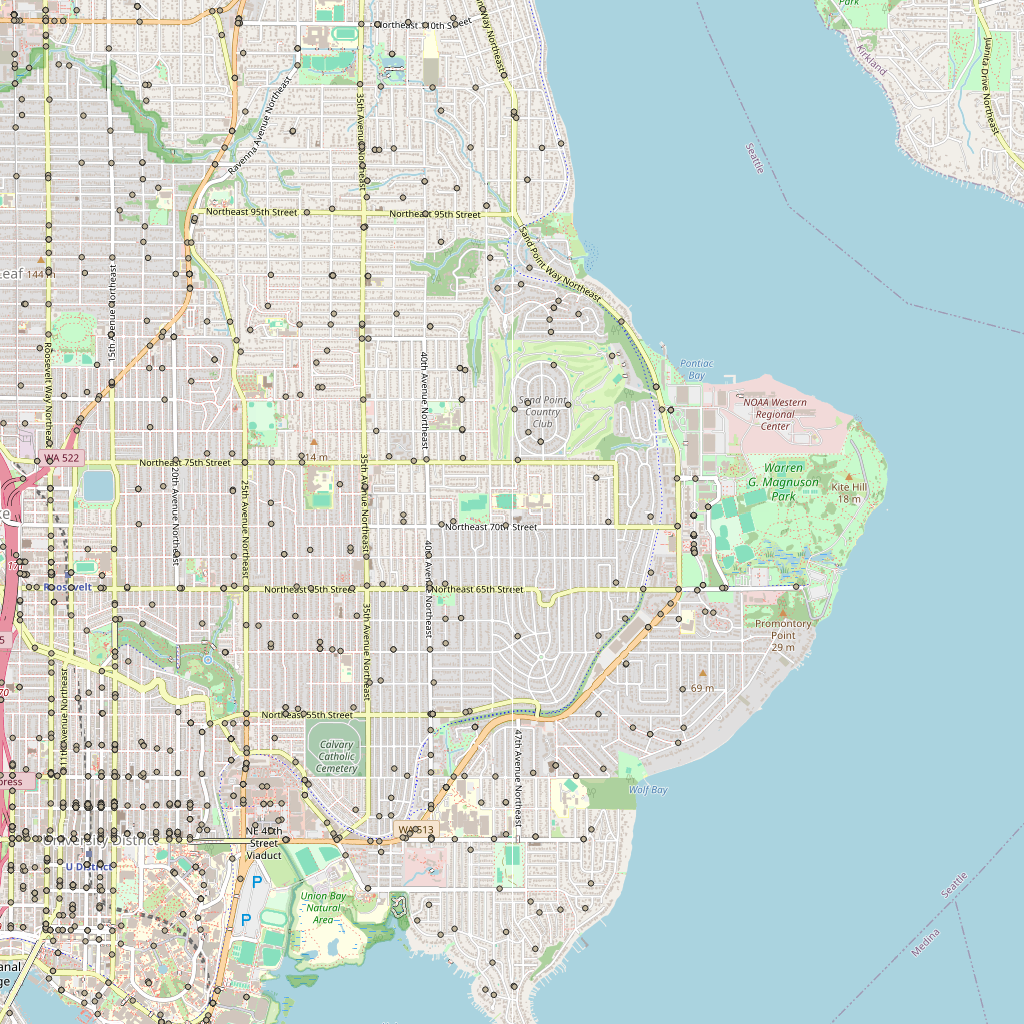 Northeast 110th Street
Park
Kirkland
Juanita Drive Northeast
Ravenna Avenue Northeast
35th Avenue Northeast
Seattle
Northeast 95th Street
Northeast 95th Street
Sand Point Way Northeast
Leaf
144 m
15th Avenue Northeast
Roosevelt Way Northeast
40th Avenue Northeast
Pontiac
Bay
Sand Point
Country
Club
NOAA Western
Regional
Center
WA 522
Northeast 75th Street
114 m
Warren
G. Magnuson
Park
Kite Hill
18 m
20th Avenue Northeast
25th Avenue Northeast
35th Avenue Northeast
Northeast 70th Street
Roosevelt
Northeast 65th Street
Northeast 65th Street
40th Avenue Northeast
35th Avenue Northeast
Promontory
Point
29 m
69 m
11th Avenue Northeast
Northeast 55th Street
Calvary
Catholic
Cemetery
47th Avenue Northeast
Wolf Bay
press
WA 513
NE 45th
Street
Viaduct
University District
U District
P
P
Union Bay
Natural
Area
Seattle
Medina